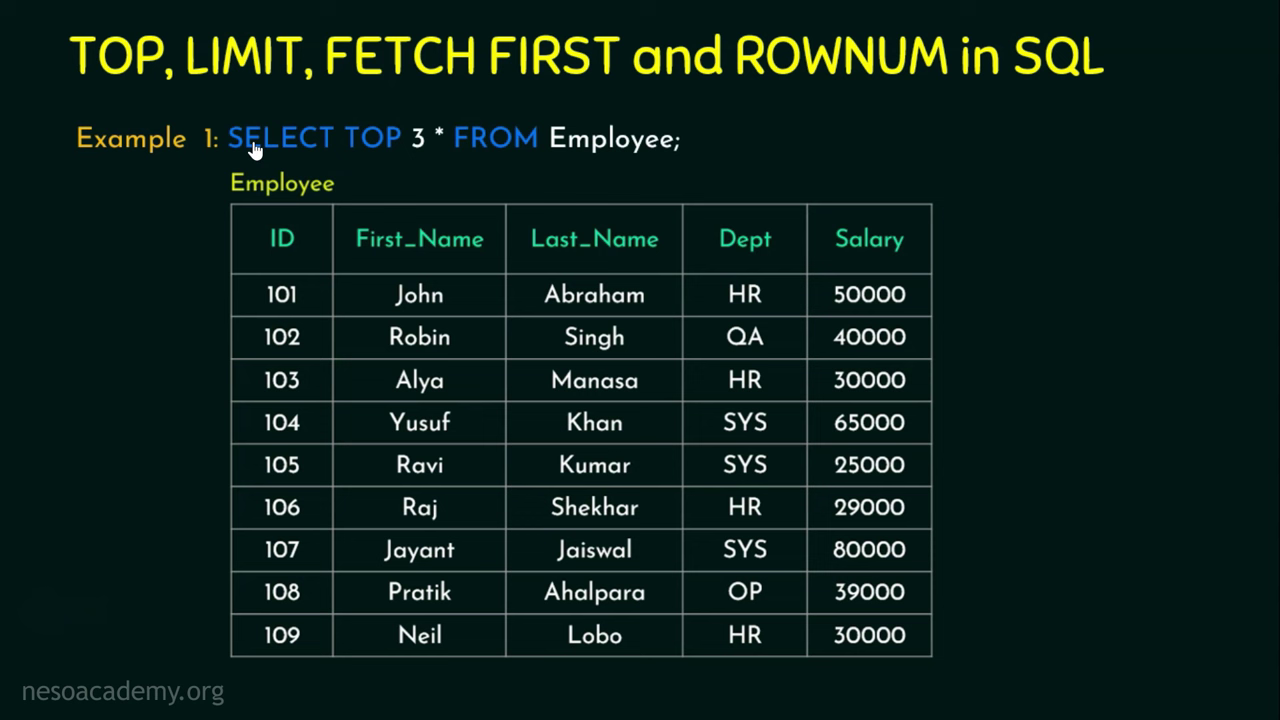 TOP, LIMIT, FETCH FIRST and ROWNUM in SQL
Example 1: SELECT TOP 3 * FROM Employee;
Employee
ID First_Name Last_Name Dept Salary
101 John Abraham HR 50000
102 Robin Singh QA 40000
103 Alya Manasa HR 30000
104 Yusuf Khan SYS 65000
105 Ravi Kumar SYS 25000
106 Raj Shekhar HR 29000
107 Jayant Jaiswal SYS 80000
108 Pratik Ahalpara OP 39000
109 Neil Lobo HR 30000
nesoacademy.org